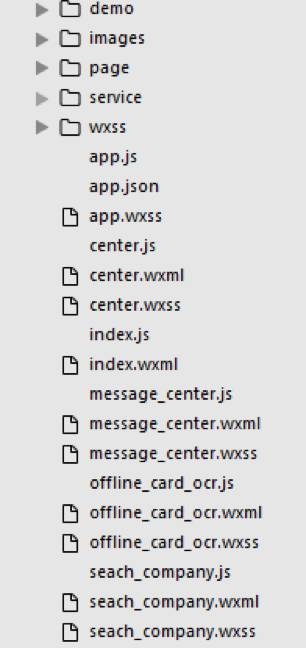 demo
images
page
service
wxss
app.js
app.json
app.wxss
center.js
center.wxml
center.wxss
index.js
index.wxml
message_center.js
message_center.wxml
message_center.wxss
offline_card_ocr.js
offline_card_ocr.wxml
offline_card_ocr.wxss
seach_company.js
seach_company.wxml
seach_company.wxss